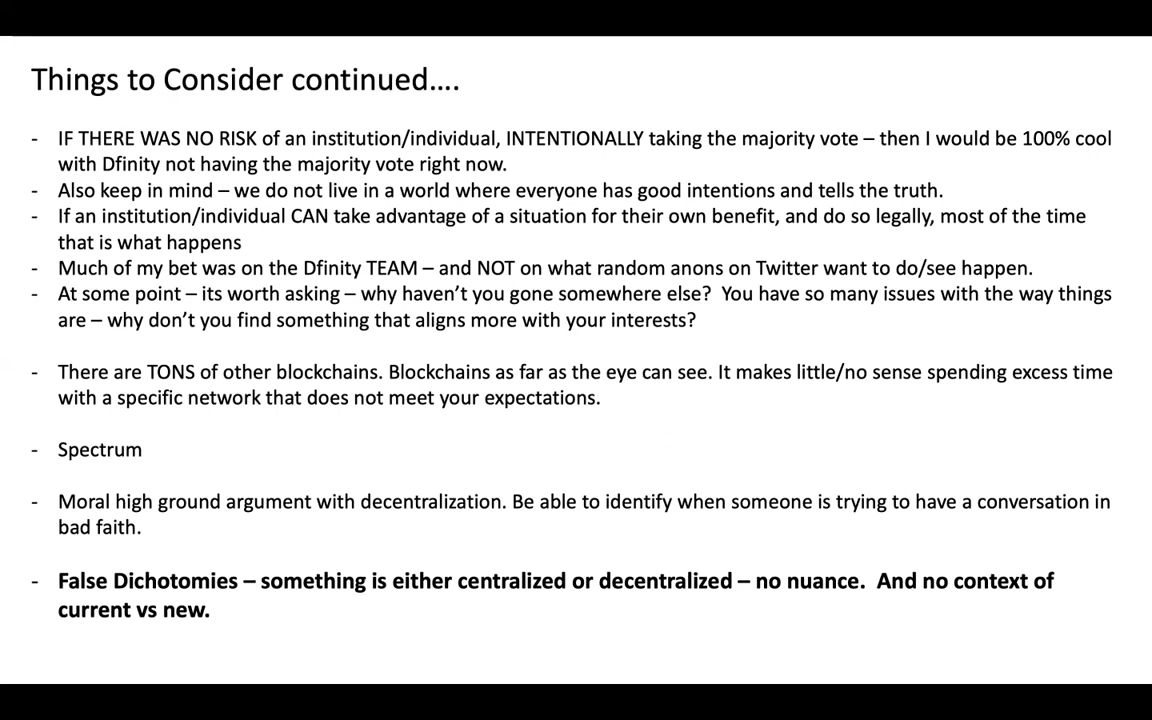 Things to Consider continued….
- IF THERE WAS NO RISK of an institution/individual, INTENTIONALLY taking the majority vote – then I would be 100% cool
with Dfinity not having the majority vote right now.
- Also keep in mind – we do not live in a world where everyone has good intentions and tells the truth.
- If an institution/individual CAN take advantage of a situation for their own benefit, and do so legally, most of the time
that is what happens
- Much of my bet was on the Dfinity TEAM – and NOT on what random anons on Twitter want to do/see happen.
- At some point – its worth asking – why haven’t you gone somewhere else?  You have so many issues with the way things
are – why don’t you find something that aligns more with your interests?
- There are TONS of other blockchains. Blockchains as far as the eye can see. It makes little/no sense spending excess time
with a specific network that does not meet your expectations.
- Spectrum
- Moral high ground argument with decentralization. Be able to identify when someone is trying to have a conversation in
bad faith.
- False Dichotomies – something is either centralized or decentralized – no nuance.  And no context of
current vs new.